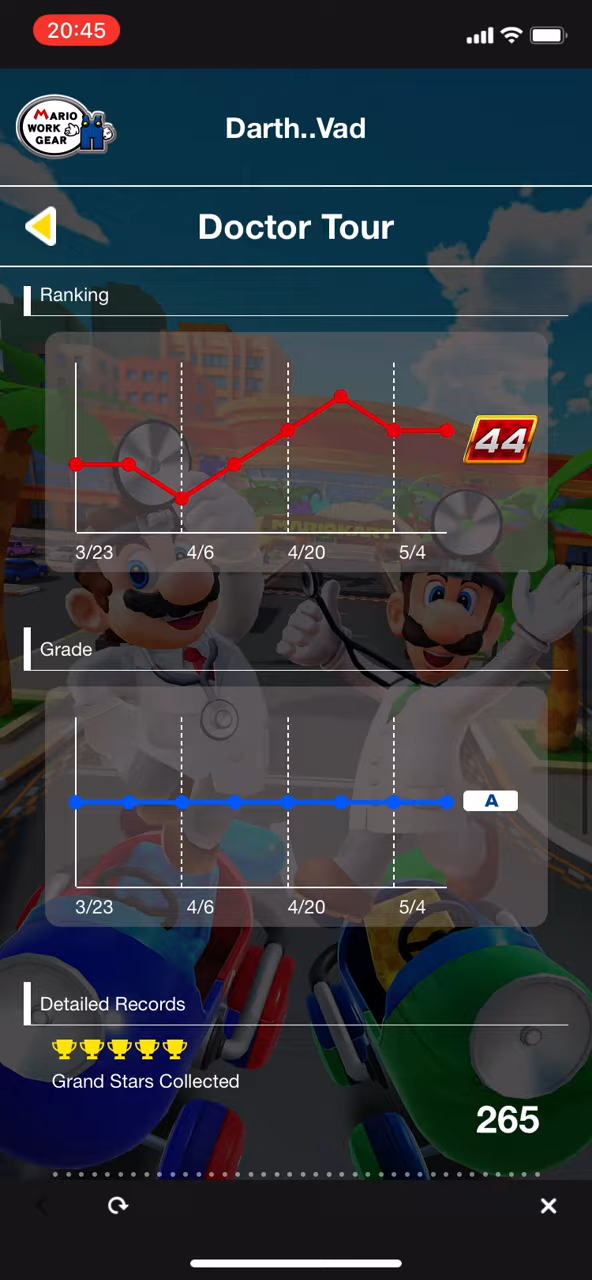 20:45
MARIO
WORK
GEAR
Darth..Vad
Doctor Tour
Ranking
44
3/23 4/6 4/20 5/4
MARIOKART
Grade
A
3/23 4/6 4/20 5/4
Detailed Records
Grand Stars Collected
265